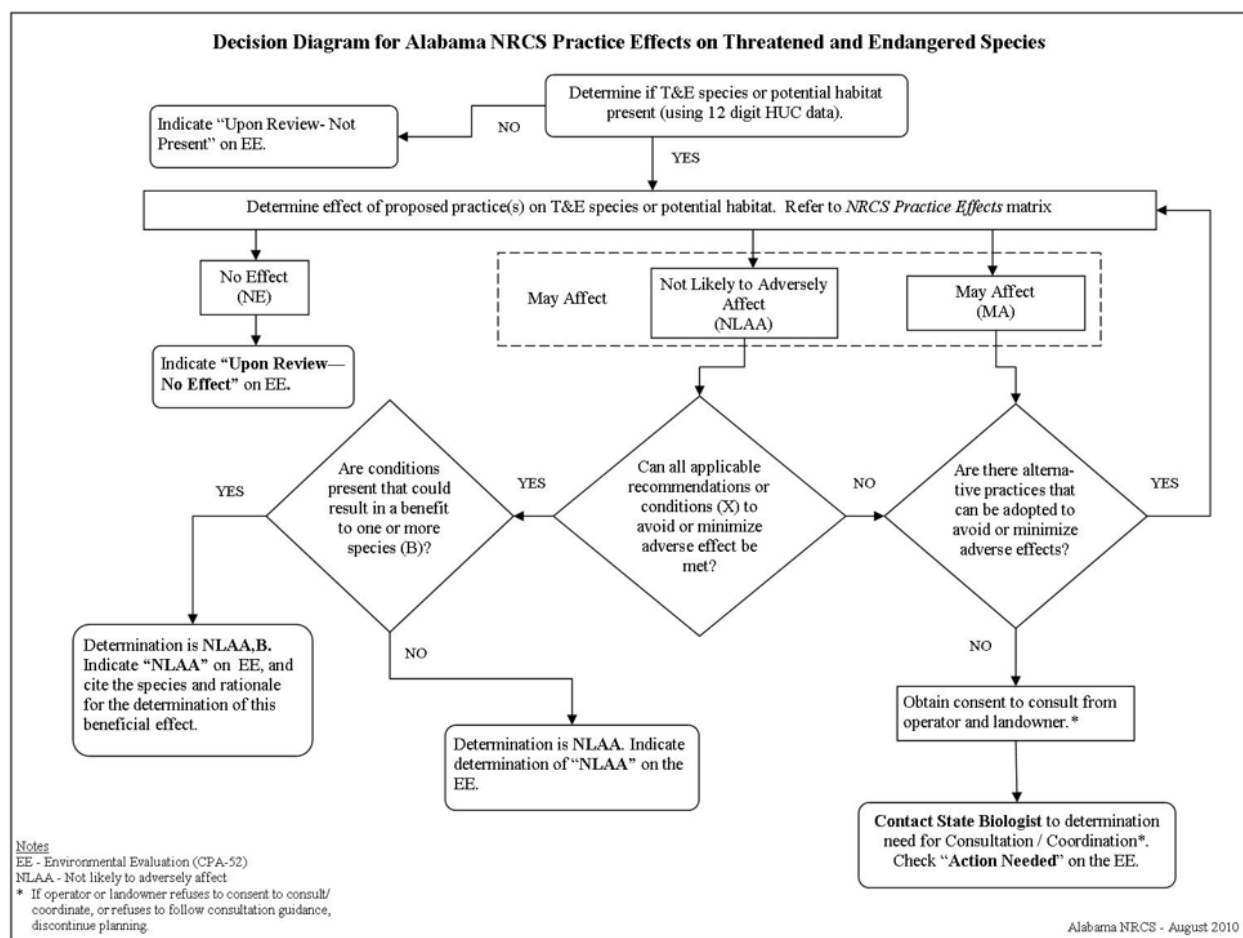 Decision Diagram for Alabama NRCS Practice Effects on Threatened and Endangered Species
Determine if T&E species or potential habitat
present (using 12 digit HUC data).
NO
Indicate “Upon Review- Not
Present” on EE.
YES
Determine effect of proposed practice(s) on T&E species or potential habitat.  Refer to NRCS Practice Effects matrix
No Effect
(NE)
May Affect
Not Likely to Adversely
Affect
(NLAA)
May Affect
(MA)
Indicate “Upon Review—
No Effect” on EE.
Are conditions
present that could
result in a benefit
to one or more
species (B)?
YES
YES
Can all applicable
recommendations or
conditions (X) to
avoid or minimize
adverse effect be
met?
NO
Are there alterna-
tive practices that
can be adopted to
avoid or minimize
adverse effects?
YES
Determination is NLAA,B.
Indicate “NLAA” on EE, and
cite the species and rationale
for the determination of this
beneficial effect.
NO
Determination is NLAA. Indicate
determination of “NLAA” on the
EE.
NO
Obtain consent to consult from
operator and landowner.*
Contact State Biologist to determination
need for Consultation / Coordination*.
Check “Action Needed” on the EE.
Notes
EE - Environmental Evaluation (CPA-52)
NLAA - Not likely to adversely affect
* If operator or landowner refuses to consent to consult/
coordinate, or refuses to follow consultation guidance,
discontinue planning.
Alabama NRCS - August 2010